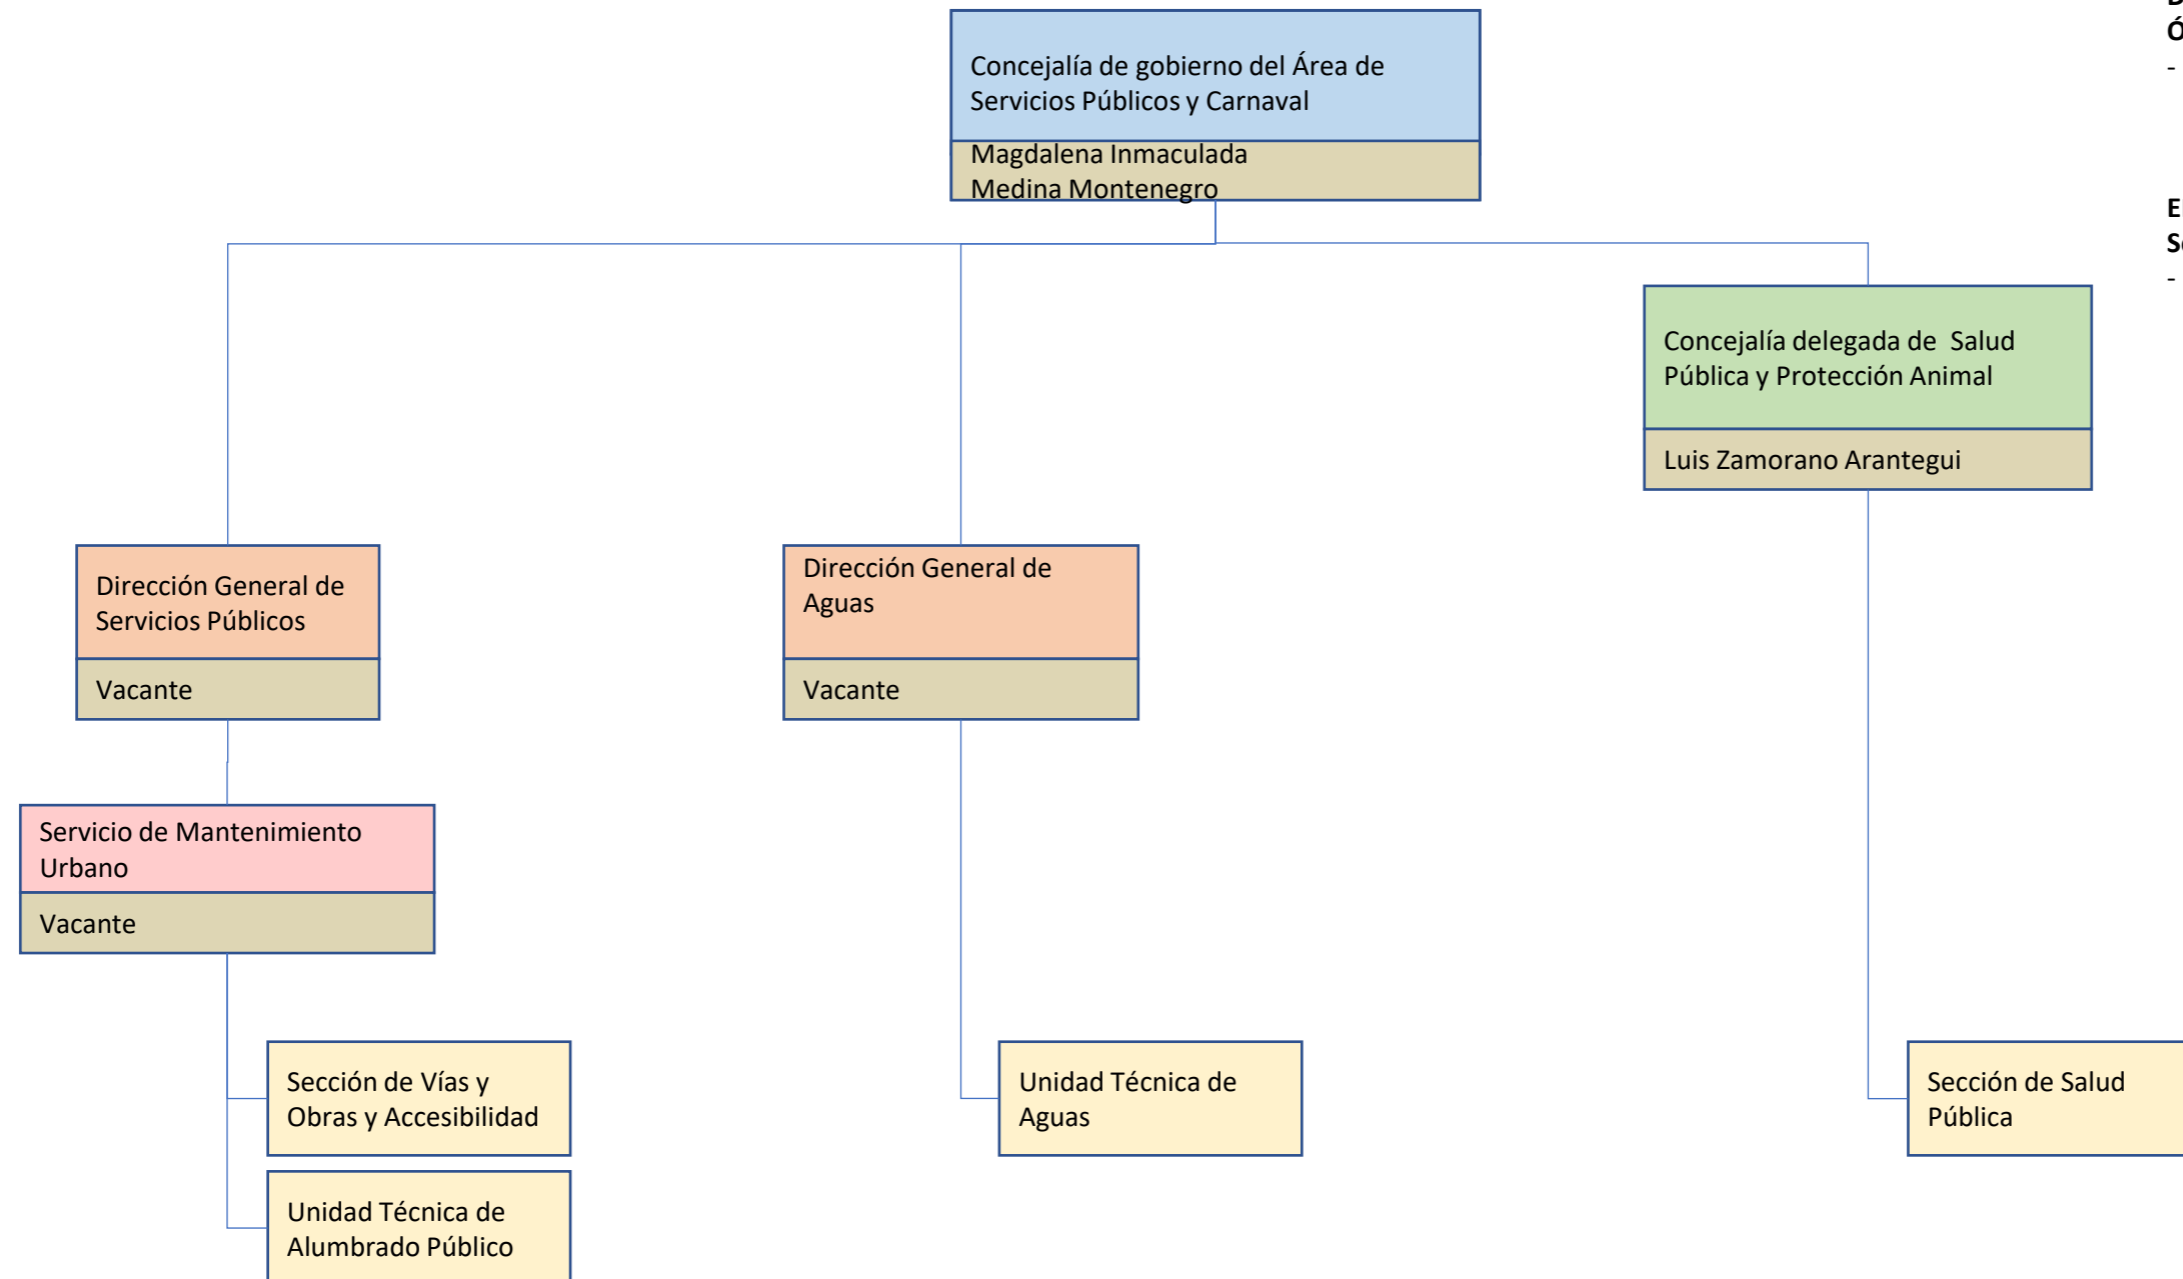 Concejalía de gobierno del Área de
Servicios Públicos y Carnaval
Magdalena Inmaculada
Medina Montenegro
Concejalía delegada de  Salud
Pública y Protección Animal
Luis Zamorano Arantegui
Dirección General de
Servicios Públicos
Vacante
Dirección General de
Aguas
Vacante
Servicio de Mantenimiento
Urbano
Vacante
Sección de Vías y
Obras y Accesibilidad
Unidad Técnica de
Alumbrado Público
Unidad Técnica de
Aguas
Sección de Salud
Pública